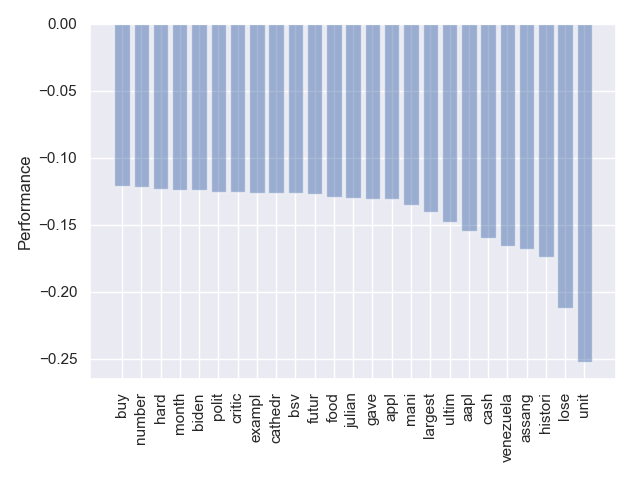 0.00
−0.05
−0.10
−0.15
−0.20
−0.25
Performance
buy
number
hard
month
biden
polit
critic
exampl
cathedr
bsv
futur
food
julian
gave
appl
mani
largest
ultim
aapl
cash
venezuela
assang
histori
lose
unit